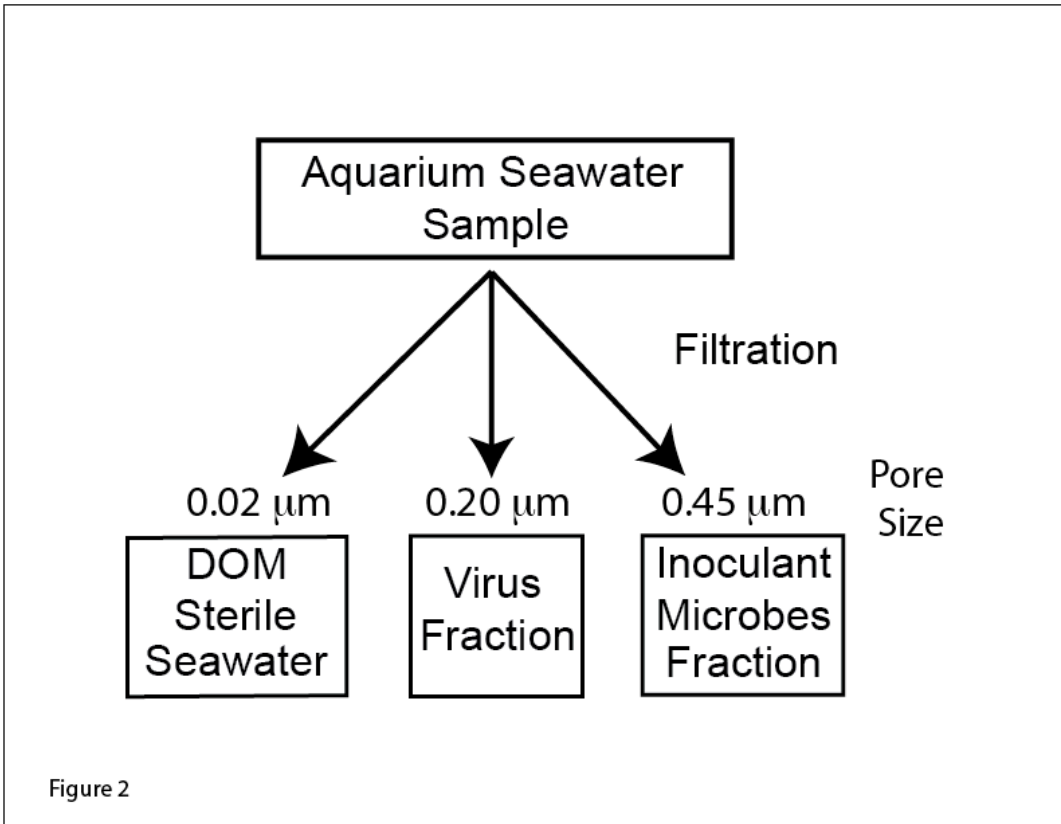 Aquarium Seawater
Sample
Filtration
Pore
Size
0.02 μm
0.20 μm
0.45 μm
DOM
Sterile
Seawater
Virus
Fraction
Inoculant
Microbes
Fraction
Figure 2